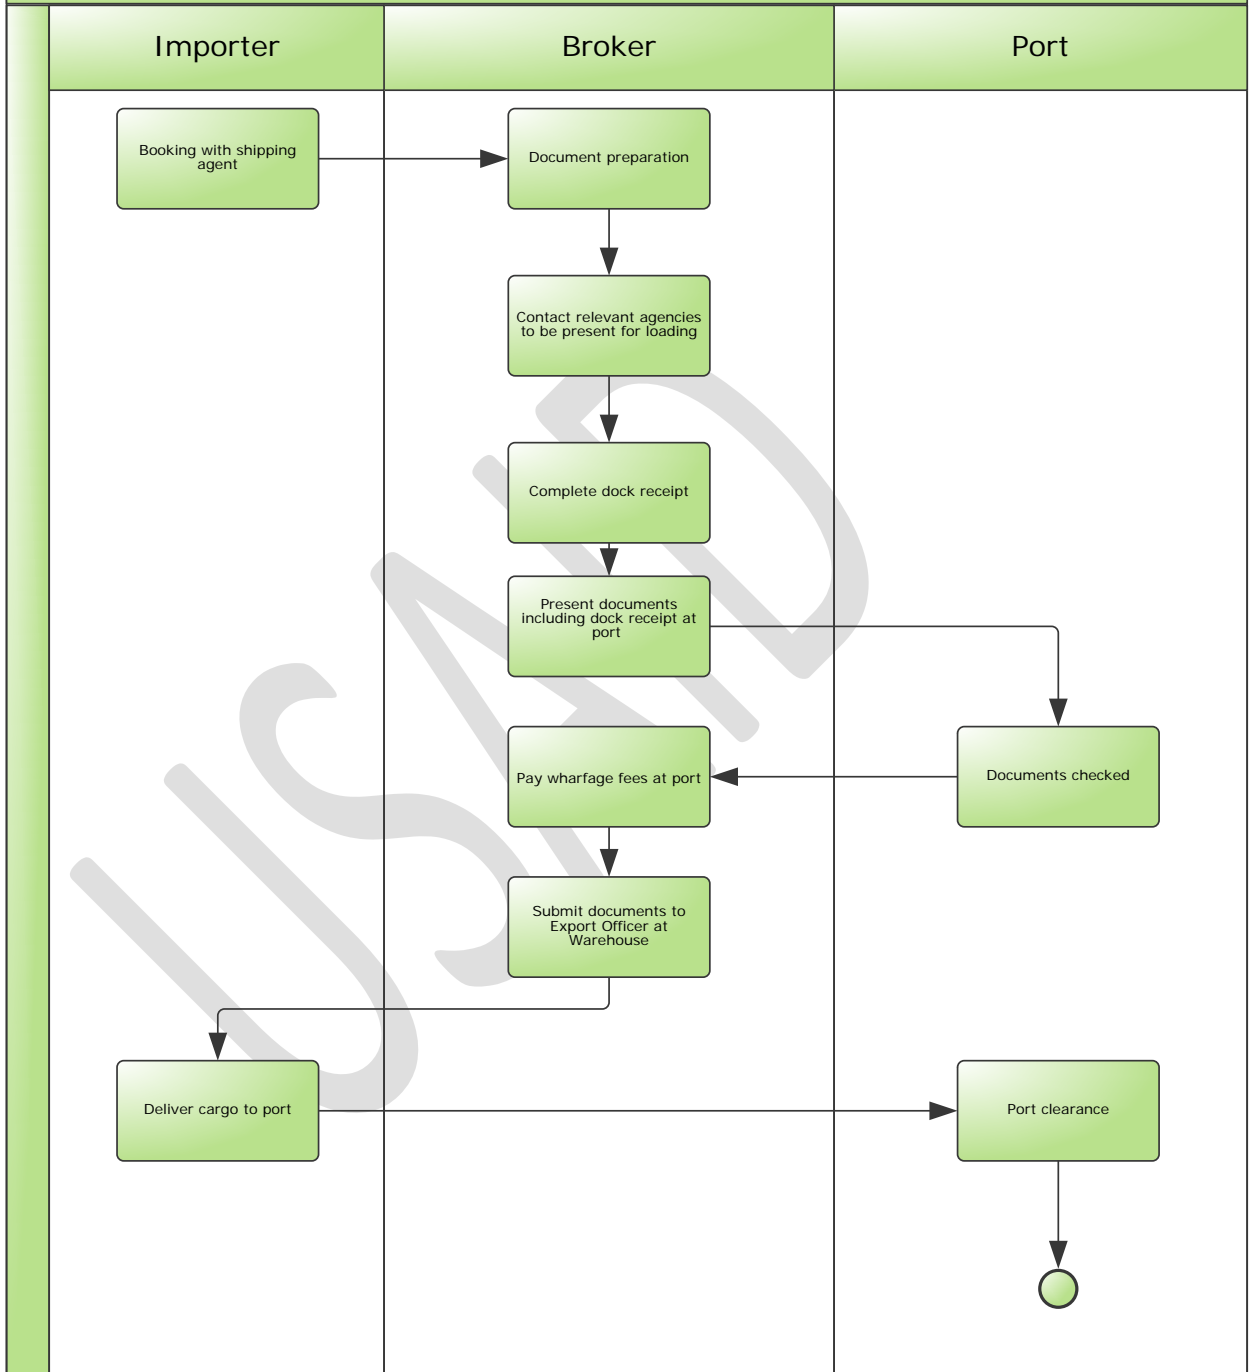 Importer
Broker
Port
Booking with shipping
agent
Document preparation
Contact relevant agencies
to be present for loading
Complete dock receipt
Present documents
including dock receipt at
port
Documents checked
Pay wharfage fees at port
Submit documents to
Export Officer at
Warehouse
Deliver cargo to port
Port clearance
USAID